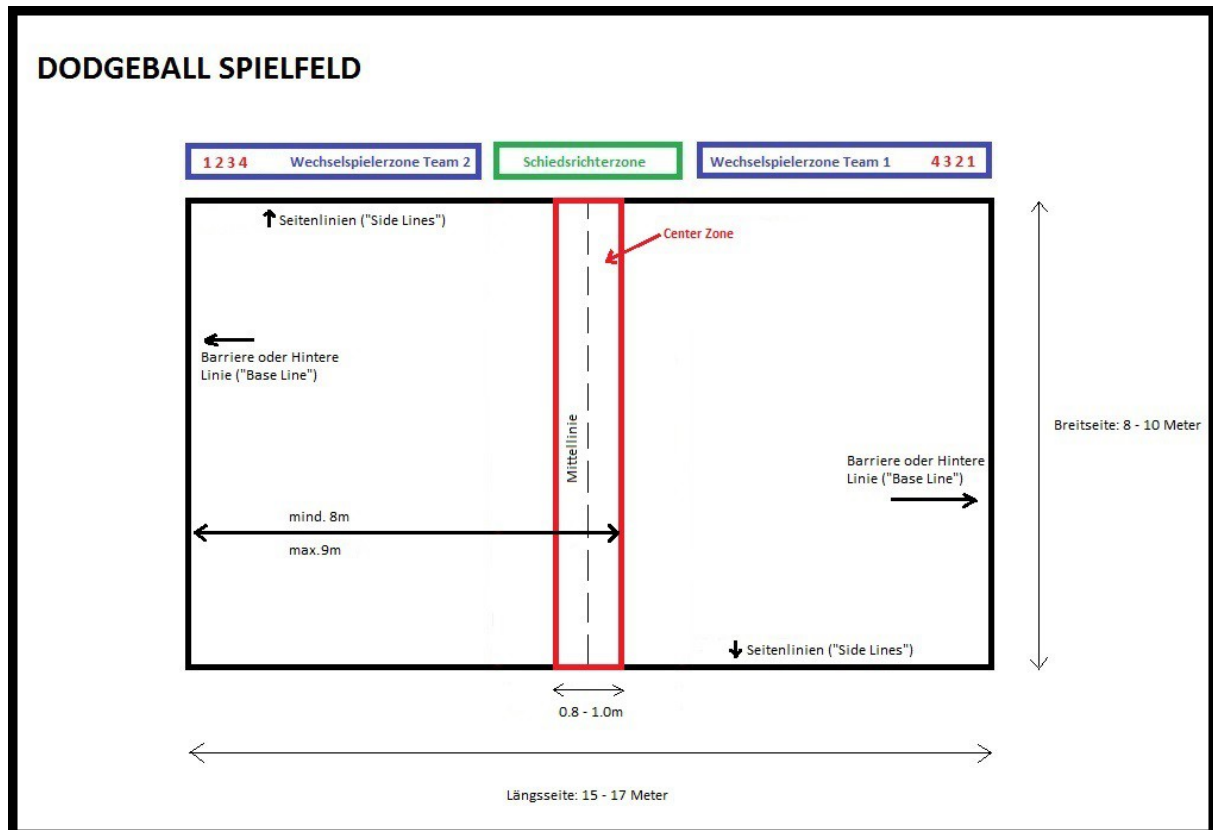 DODGEBALL SPIELFELD
1 2 3 4 Wechselspielerzone Team 2
Schiedsrichterzone
Wechselspielerzone Team 1 4 3 2 1
Seitenlinien ("Side Lines")
Center Zone
Barriere oder Hintere
Linie ("Base Line")
Mittellinie
Breitseite: 8 - 10 Meter
Barriere oder Hintere
Linie ("Base Line")
mind. 8m
max.9m
Seitenlinien ("Side Lines")
0.8 - 1.0m
Längsseite: 15 - 17 Meter